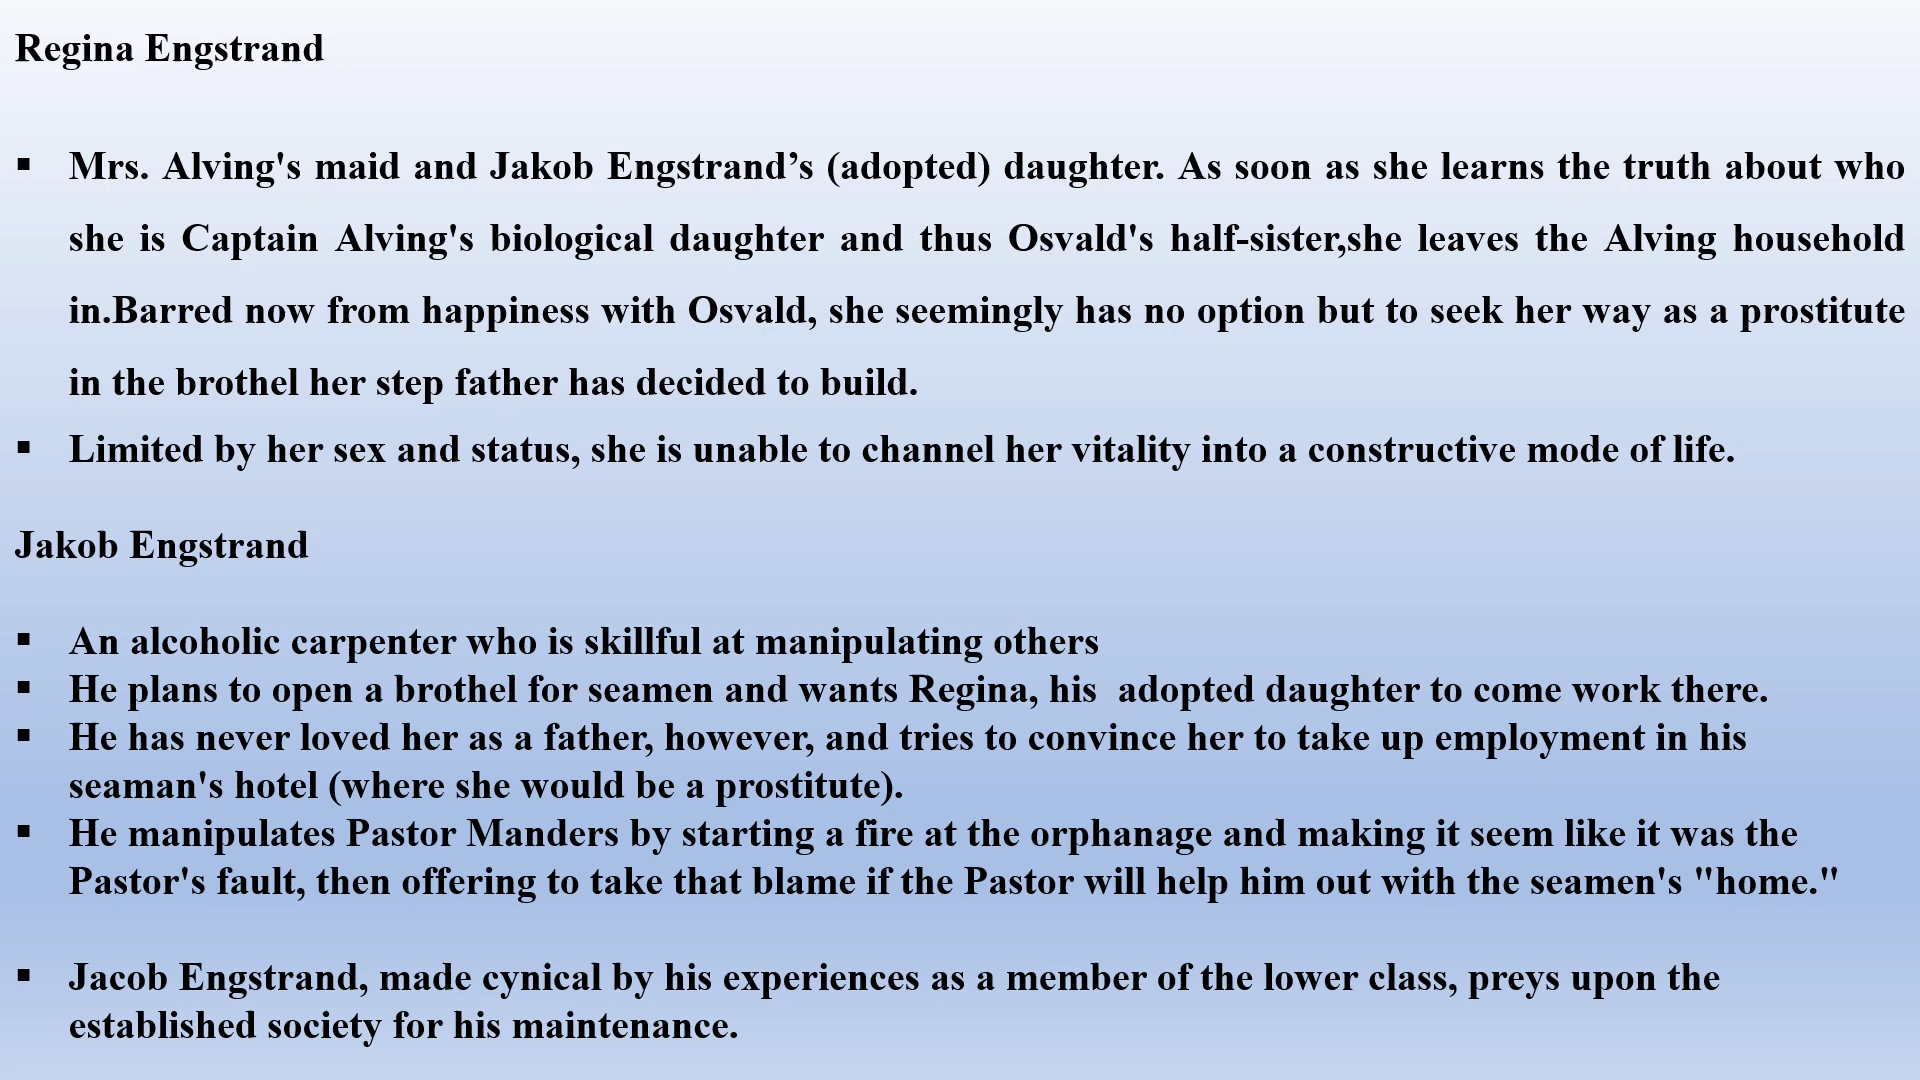 Regina Engstrand
▪ Mrs. Alving's maid and Jakob Engstrand’s (adopted) daughter. As soon as she learns the truth about who
she is Captain Alving's biological daughter and thus Osvald's half-sister,she leaves the Alving household
in.Barred now from happiness with Osvald, she seemingly has no option but to seek her way as a prostitute
in the brothel her step father has decided to build.
▪ Limited by her sex and status, she is unable to channel her vitality into a constructive mode of life.
Jakob Engstrand
▪ An alcoholic carpenter who is skillful at manipulating others
▪ He plans to open a brothel for seamen and wants Regina, his  adopted daughter to come work there.
▪ He has never loved her as a father, however, and tries to convince her to take up employment in his
seaman's hotel (where she would be a prostitute).
▪ He manipulates Pastor Manders by starting a fire at the orphanage and making it seem like it was the
Pastor's fault, then offering to take that blame if the Pastor will help him out with the seamen's "home."
▪ Jacob Engstrand, made cynical by his experiences as a member of the lower class, preys upon the
established society for his maintenance.